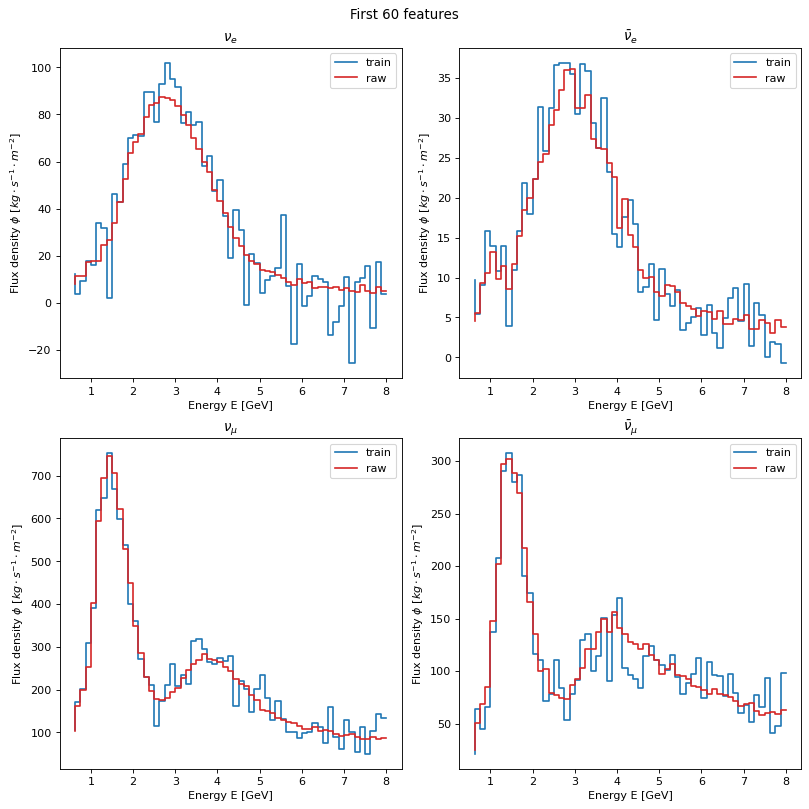 First 60 features
ν_e
train
raw
100
80
60
40
20
0
−20
Flux density ϕ [kg · s⁻¹ · m⁻²]
1 2 3 4 5 6 7 8
Energy E [GeV]
ν̄_e
train
raw
35
30
25
20
15
10
5
0
Flux density ϕ [kg · s⁻¹ · m⁻²]
1 2 3 4 5 6 7 8
Energy E [GeV]
ν_μ
train
raw
700
600
500
400
300
200
100
Flux density ϕ [kg · s⁻¹ · m⁻²]
1 2 3 4 5 6 7 8
Energy E [GeV]
ν̄_μ
train
raw
300
250
200
150
100
50
Flux density ϕ [kg · s⁻¹ · m⁻²]
1 2 3 4 5 6 7 8
Energy E [GeV]